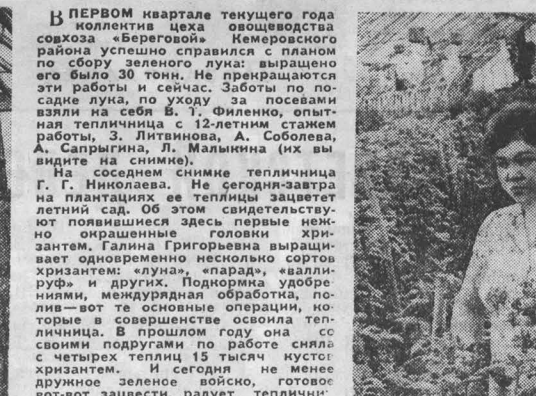 В ПЕРВОМ квартале текущего года
коллектив цеха овощеводства
совхоза «Береговой» Кемеровского
района успешно справился с планом
по сбору зеленого лука: выращено
его было 30 тонн. Не прекращаются
эти работы и сейчас. Заботы по по-
садке лука, по уходу за посевами
взяли на себя В. Т. Филенко, опыт-
ная тепличница с 12-летним стажем
работы, З. Литвинова, А. Соболева,
А. Сапрыгина, Л. Малыкина (их вы
видите на снимке).
На соседнем снимке тепличница
Г. Г. Николаева. Не сегодня-завтра
на плантациях ее теплицы зацветет
летний сад. Об этом свидетельству-
ют появившиеся здесь первые неж-
но окрашенные головки хри-
зантем. Галина Григорьевна выращи-
вает одновременно несколько сортов
хризантем: «луна», «парад», «валли-
руф» и других. Подкормка удобре-
ниями, междурядная обработка, по-
лив—вот те основные операции, ко-
торые в совершенстве освоила теп-
личница. В прошлом году она со
своими подругами по работе сняла
с четырех теплиц 15 тысяч кустов
хризантем. И сегодня не менее
дружное зеленое войско, готовое
вот-вот зацвести, радует